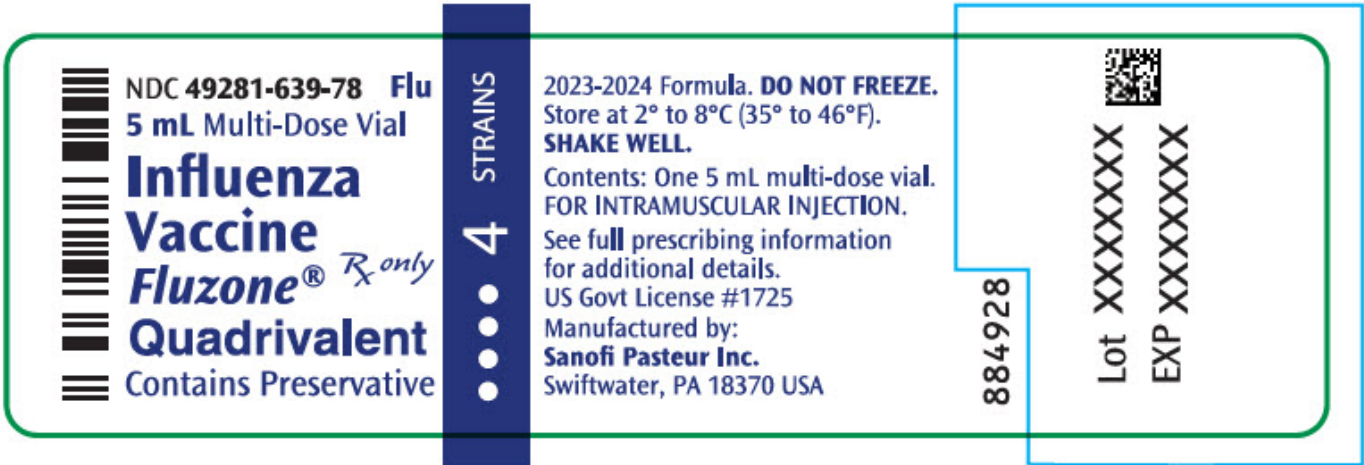 NDC 49281-639-78 Flu
5 mL Multi-Dose Vial
Influenza
Vaccine
Fluzone® Rx only
Quadrivalent
Contains Preservative
4 STRAINS
2023-2024 Formula. DO NOT FREEZE.
Store at 2° to 8°C (35° to 46°F).
SHAKE WELL.
Contents: One 5 mL multi-dose vial.
FOR INTRAMUSCULAR INJECTION.
See full prescribing information
for additional details.
US Govt License #1725
Manufactured by:
Sanofi Pasteur Inc.
Swiftwater, PA 18370 USA
884928
Lot XXXXXXX
EXP XXXXXXX